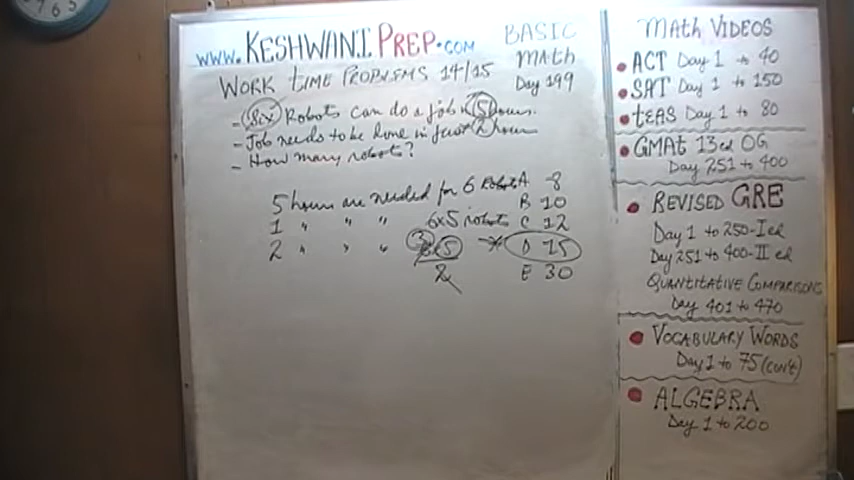 WWW.KESHWANIPREP.COM
BASIC
MATH
Day 199
WORK TIME PROBLEMS 14/15
- Six Robots can do a job 5 hours.
- Job needs to be done in just 2 hours
- How many robots?
5 hours are needed for 6 Robots
1 " " " 6x5 robots
2 " " " 6x5
3
2
A 8
B 10
C 12
D 15
E 30
MATH VIDEOS
ACT Day 1 to 40
SAT Day 1 to 150
tEAS Day 1 to 80
GMAt 13ed OG
Day 251 to 400
REVISED GRE
Day 1 to 250-I ed
Day 251 to 400-II ed
QUANTITATIVE COMPARISONS
Day 401 to 470
VOCABULARY WORDS
Day 1 to 75 (con't)
ALGEBRA
Day 1 to 200